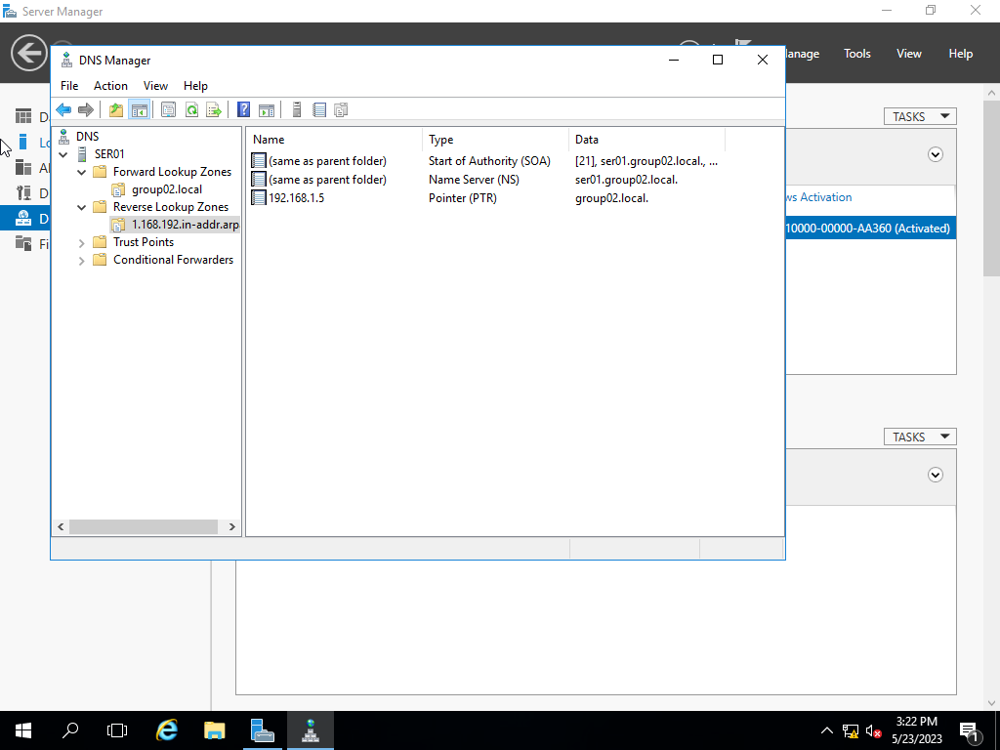 Server Manager
Manage Tools View Help
DNS Manager
File Action View Help
DNS
SER01
Forward Lookup Zones
group02.local
Reverse Lookup Zones
1.168.192.in-addr.arp
Trust Points
Conditional Forwarders
Name Type Data
(same as parent folder) Start of Authority (SOA) [21], ser01.group02.local., ...
(same as parent folder) Name Server (NS) ser01.group02.local.
192.168.1.5 Pointer (PTR) group02.local.
D
Lo
Al
D
D
Fi
TASKS
ws Activation
10000-00000-AA360 (Activated)
TASKS
3:22 PM
5/23/2023
1